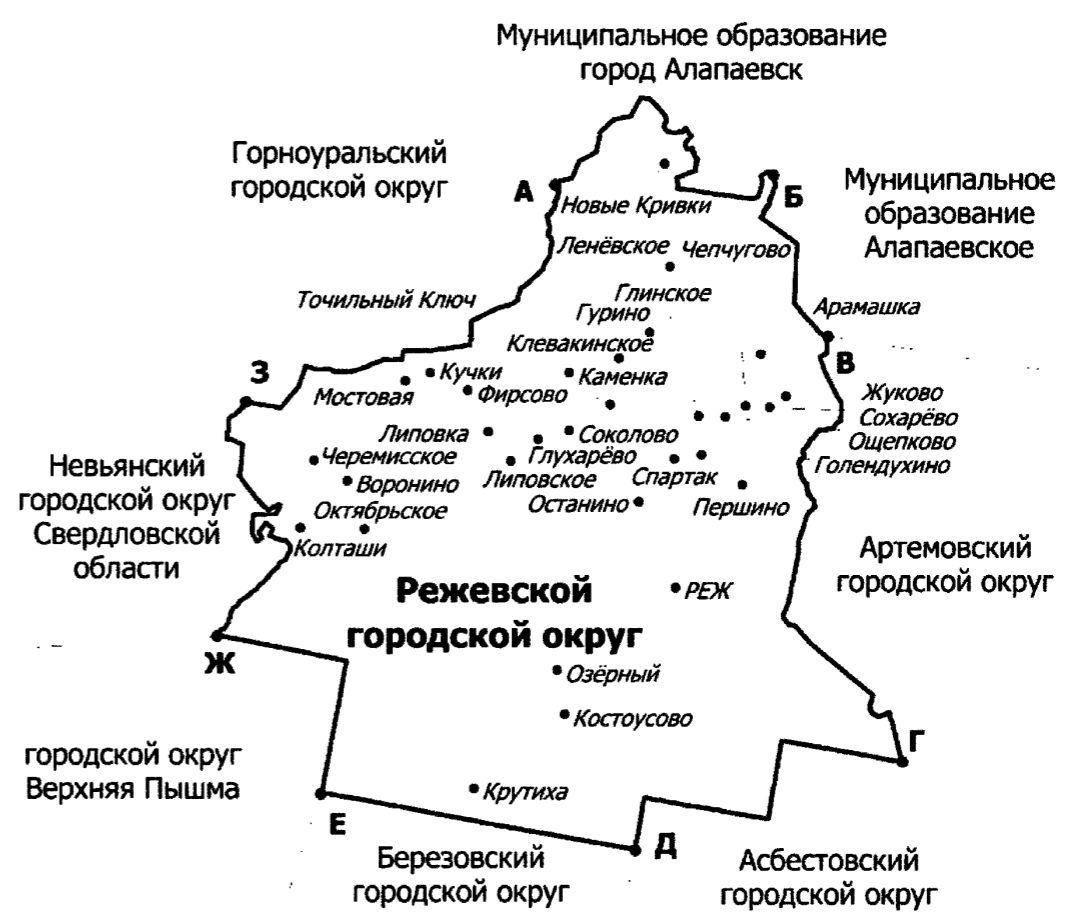 Муниципальное образование
город Алапаевск
Горноуральский
городской округ
А
Б
Муниципальное
образование
Алапаевское
Новые Кривки
Ленёвское
Чепчугово
Точильный Ключ
Глинское
Гурино
Арамашка
Клевакинское
В
З
Кучки
Каменка
Мостовая
Фирсово
Жуково
Сохарёво
Ощепково
Голендухино
Липовка
Соколово
Черемисское
Глухарёво
Невьянский
городской округ
Свердловской
области
Воронино
Липовское
Спартак
Октябрьское
Останино
Першино
Колташи
Артемовский
городской округ
Режевской
городской округ
РЕЖ
Ж
Озёрный
Костоусово
Г
городской округ
Верхняя Пышма
Крутиха
Е
Д
Березовский
городской округ
Асбестовский
городской округ